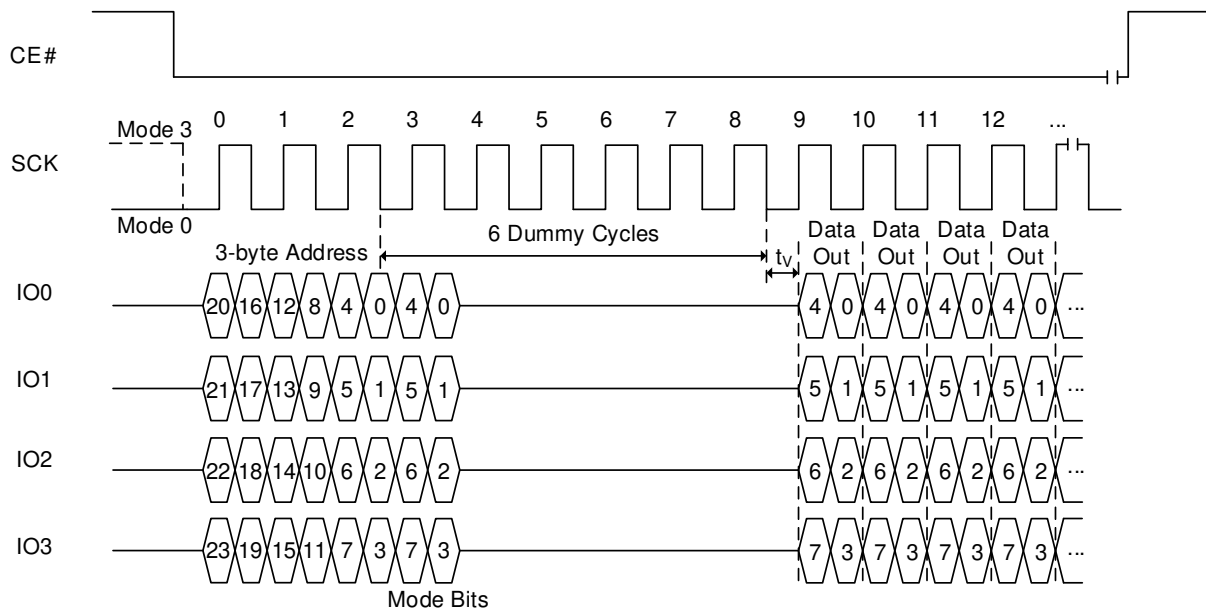 CE#
0 1 2 3 4 5 6 7 8 9 10 11 12 ...
Mode 3
SCK
Mode 0
6 Dummy Cycles
Data Data Data Data
3-byte Address
tV
Out Out Out Out
IO0
20 16 12 8 4 0 4 0 4 0 4 0 4 0 4 0 ...
IO1
21 17 13 9 5 1 5 1 5 1 5 1 5 1 5 1 ...
IO2
22 18 14 10 6 2 6 2 6 2 6 2 6 2 6 2 ...
IO3
23 19 15 11 7 3 7 3 7 3 7 3 7 3 7 3 ...
Mode Bits